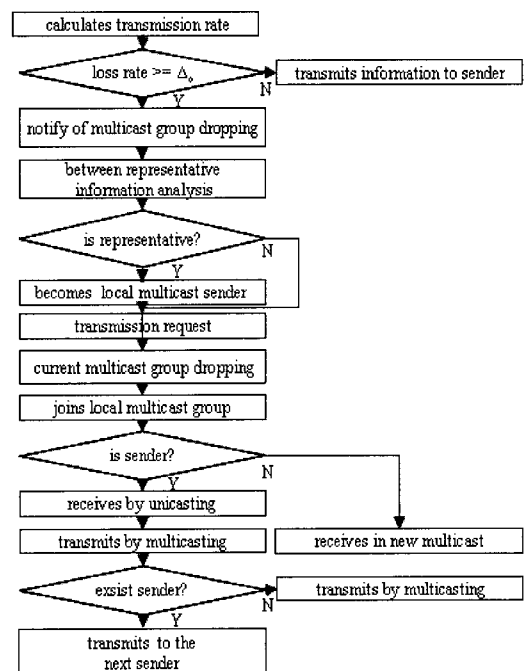 calculates transmission rate
loss rate >= Δ₀
N
transmits information to sender
Y
notify of multicast group dropping
between representative
information analysis
is representative?
N
Y
becomes local multicast sender
transmission request
current multicast group dropping
joins local multicast group
is sender?
N
Y
receives by unicasting
transmits by multicasting
receives in new multicast
exsist sender?
N
transmits by multicasting
Y
transmits to the
next sender